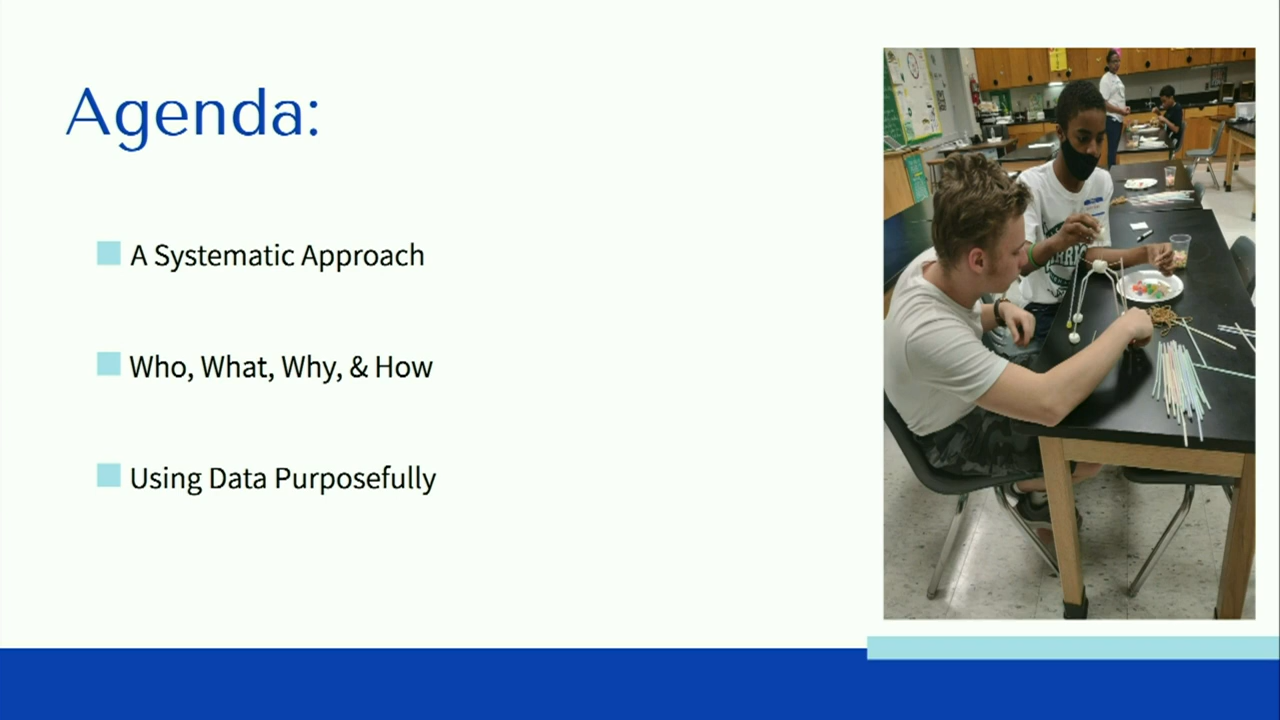 Agenda:
A Systematic Approach
Who, What, Why, & How
Using Data Purposefully